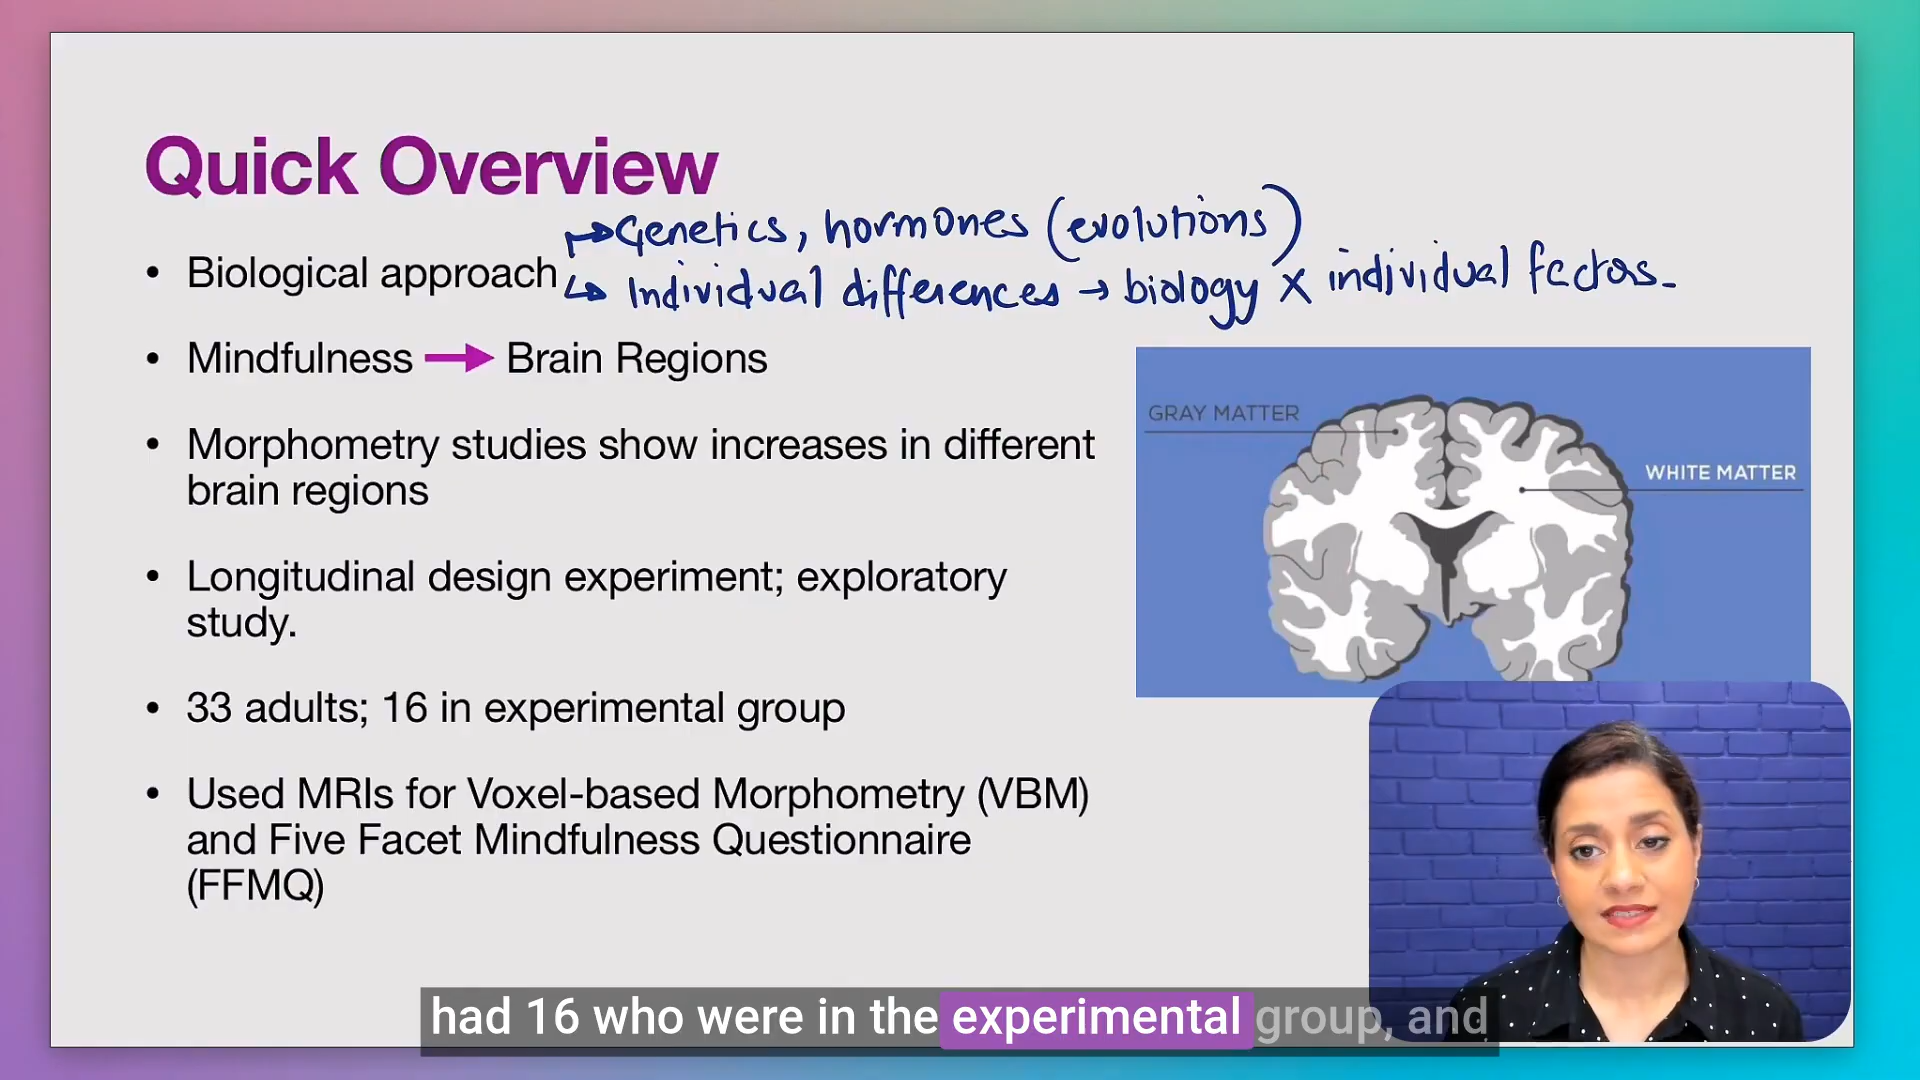 Quick Overview
→Genetics, hormones (evolutions)
• Biological approach
↳ Individual differences → biology X individual factors.
• Mindfulness → Brain Regions
• Morphometry studies show increases in different
brain regions
GRAY MATTER
WHITE MATTER
• Longitudinal design experiment; exploratory
study.
• 33 adults; 16 in experimental group
• Used MRIs for Voxel-based Morphometry (VBM)
and Five Facet Mindfulness Questionnaire
(FFMQ)
had 16 who were in the experimental group, and